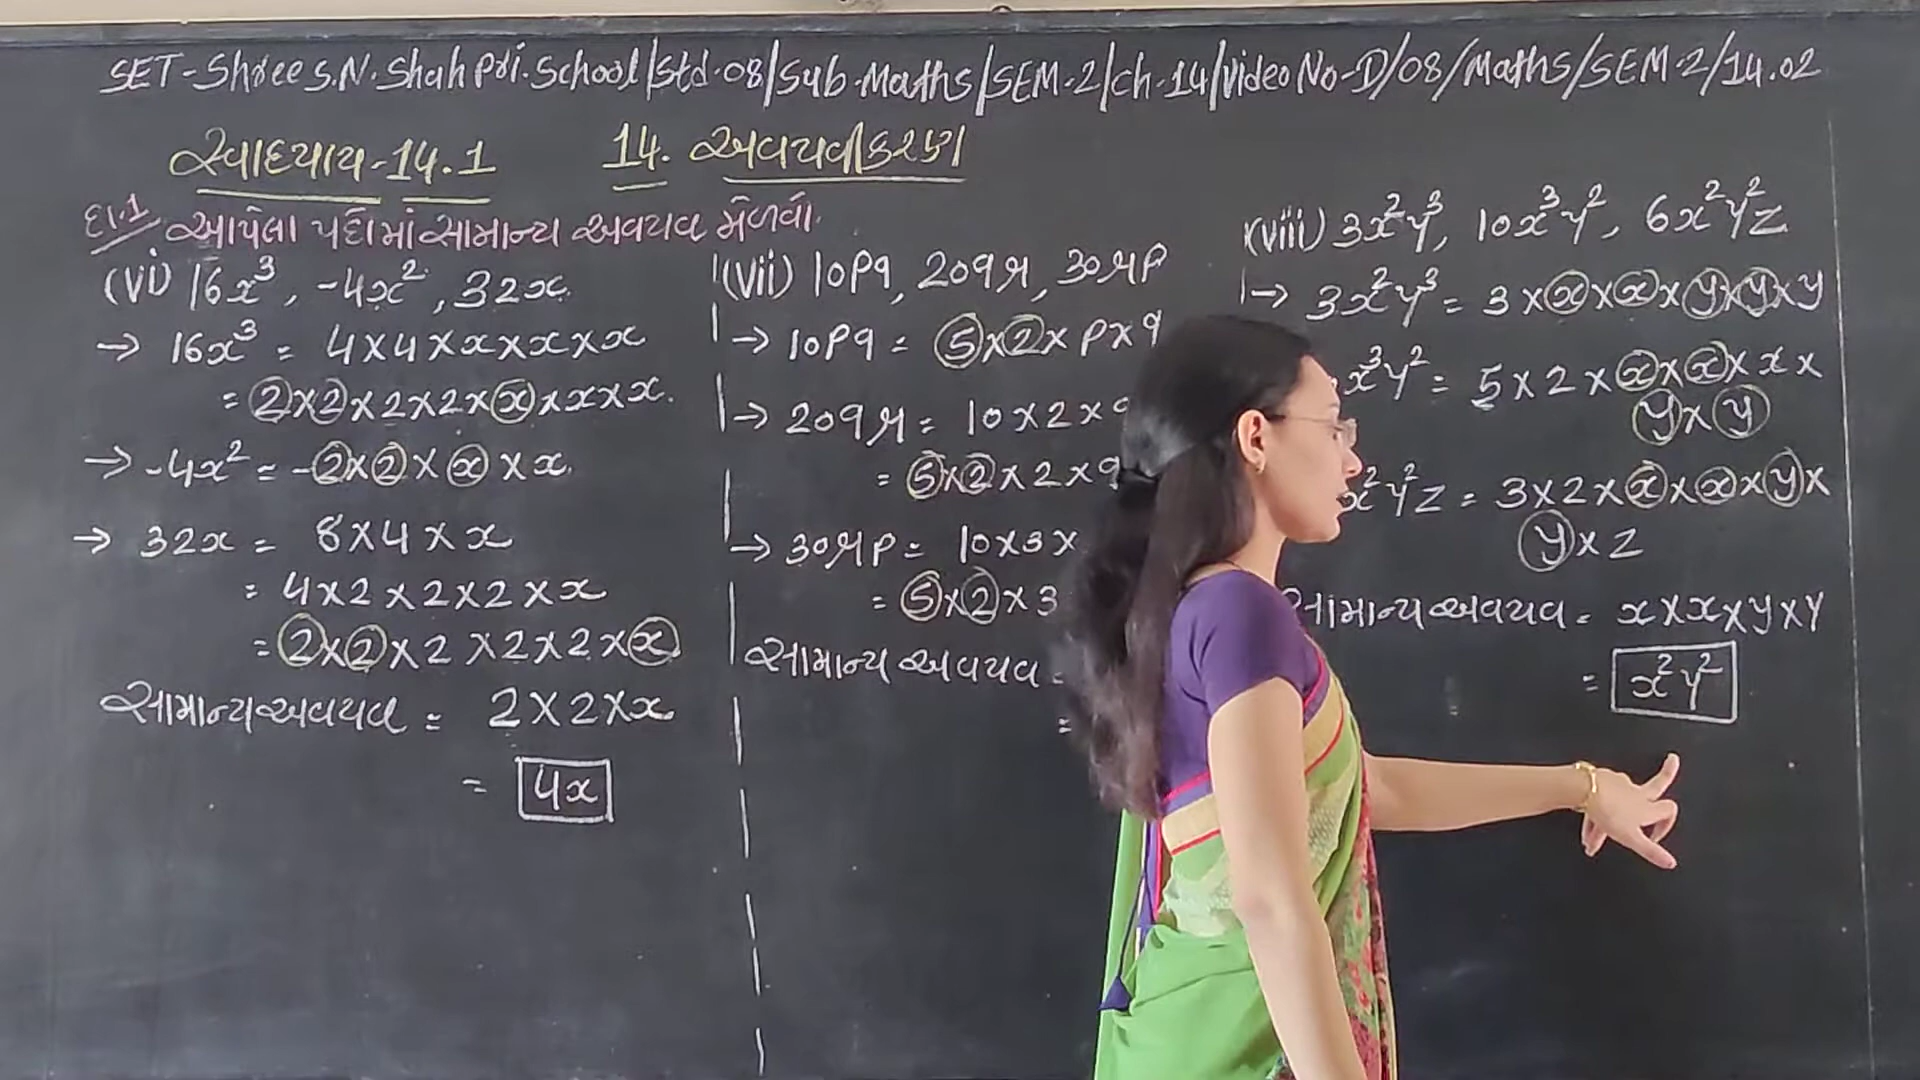 SET-Shree S.N.Shah Pri.School/Std.08/Sub.Maths/SEM-2/ch-14/Video No-D/08/Maths/SEM-2/14.02
સ્વાધ્યાય-14.1
14. અવયવીકરણ
દા.1 આપેલા પદોમાં સામાન્ય અવયવ મેળવો.
(vi) 16x³, -4x², 32x
→ 16x³ = 4×4×x×x×x
= 2×2×2×2×x×x×x.
→ -4x² = -2×2×x×x.
→ 32x = 8×4×x
= 4×2×2×2×x
= 2×2×2×2×2×x
સામાન્ય અવયવ = 2×2×x
= 4x
(vii) 10pq, 20qr, 30rp
→ 10pq = 5×2×p×q
→ 20qr = 10×2×q
= 5×2×2×q
→ 30rp = 10×3×
= 5×2×3
સામાન્ય અવયવ =
=
(viii) 3x²y³, 10x³y², 6x²y²z
→ 3x²y³ = 3×x×x×y×y×y
x³y² = 5×2×x×x×x×
y×y
x²y²z = 3×2×x×x×y×
y×z
સામાન્ય અવયવ = x×x×y×y
= x²y²